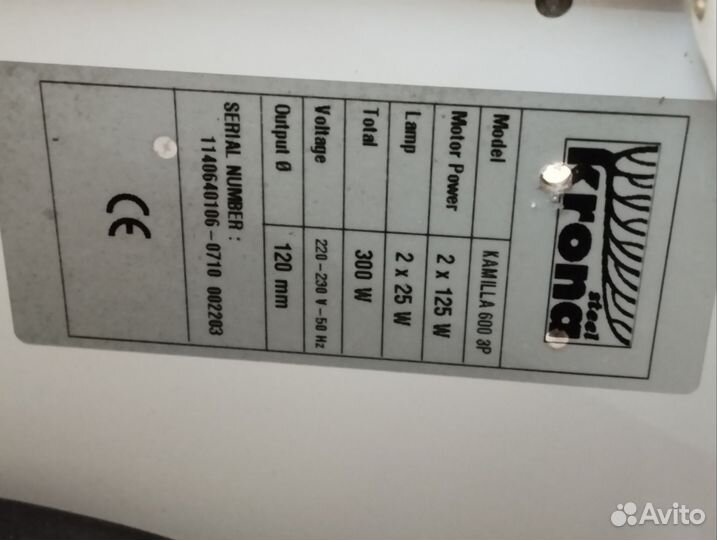 Krona
steel
Model KAMILLA 600 3P
Motor Power 2 x 125 W
Lamp 2 x 25 W
Total 300 W
Voltage 220-230 V-50 Hz
Output Ø 120 mm
SERIAL NUMBER :
1140640106-0710 002203
CE
Avito